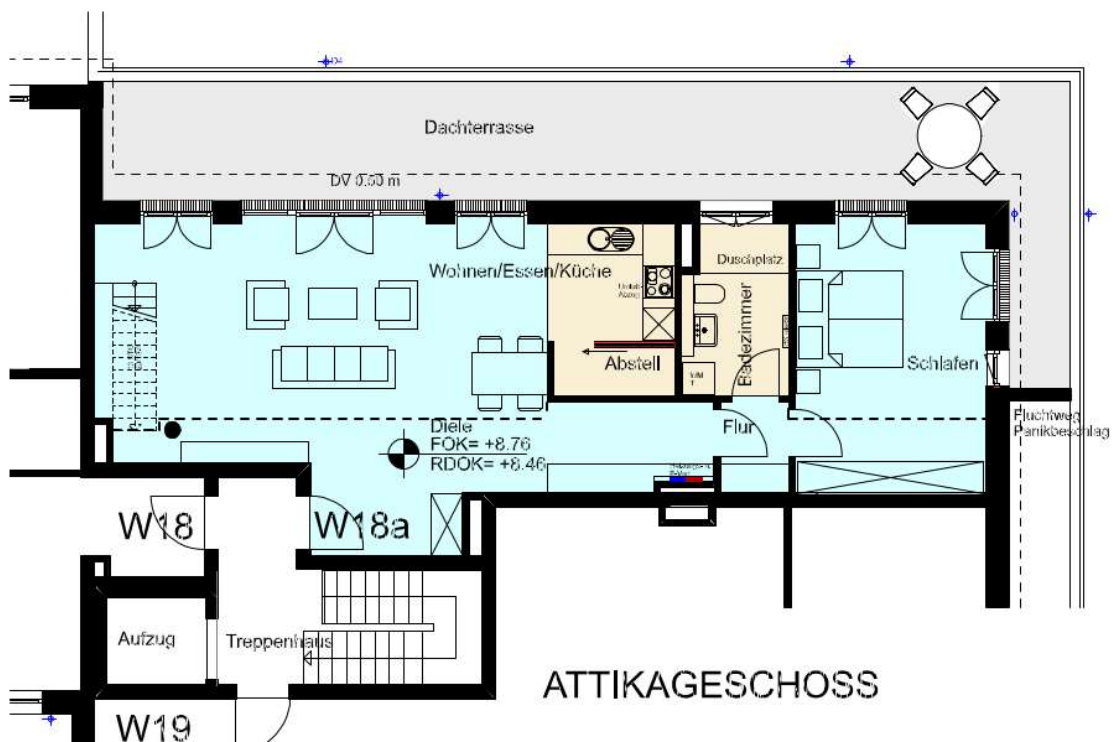 Dachterrasse
DV 0.50 m
Wohnen/Essen/Küche
Duschplatz
Badezimmer
Abstell
Schlafen
Diele
FOK= +8.76
RDOK= +8.46
Flur
Fluchtweg
Panikbeschlag
W18
W18a
Aufzug
Treppenhaus
ATTIKAGESCHOSS
W19